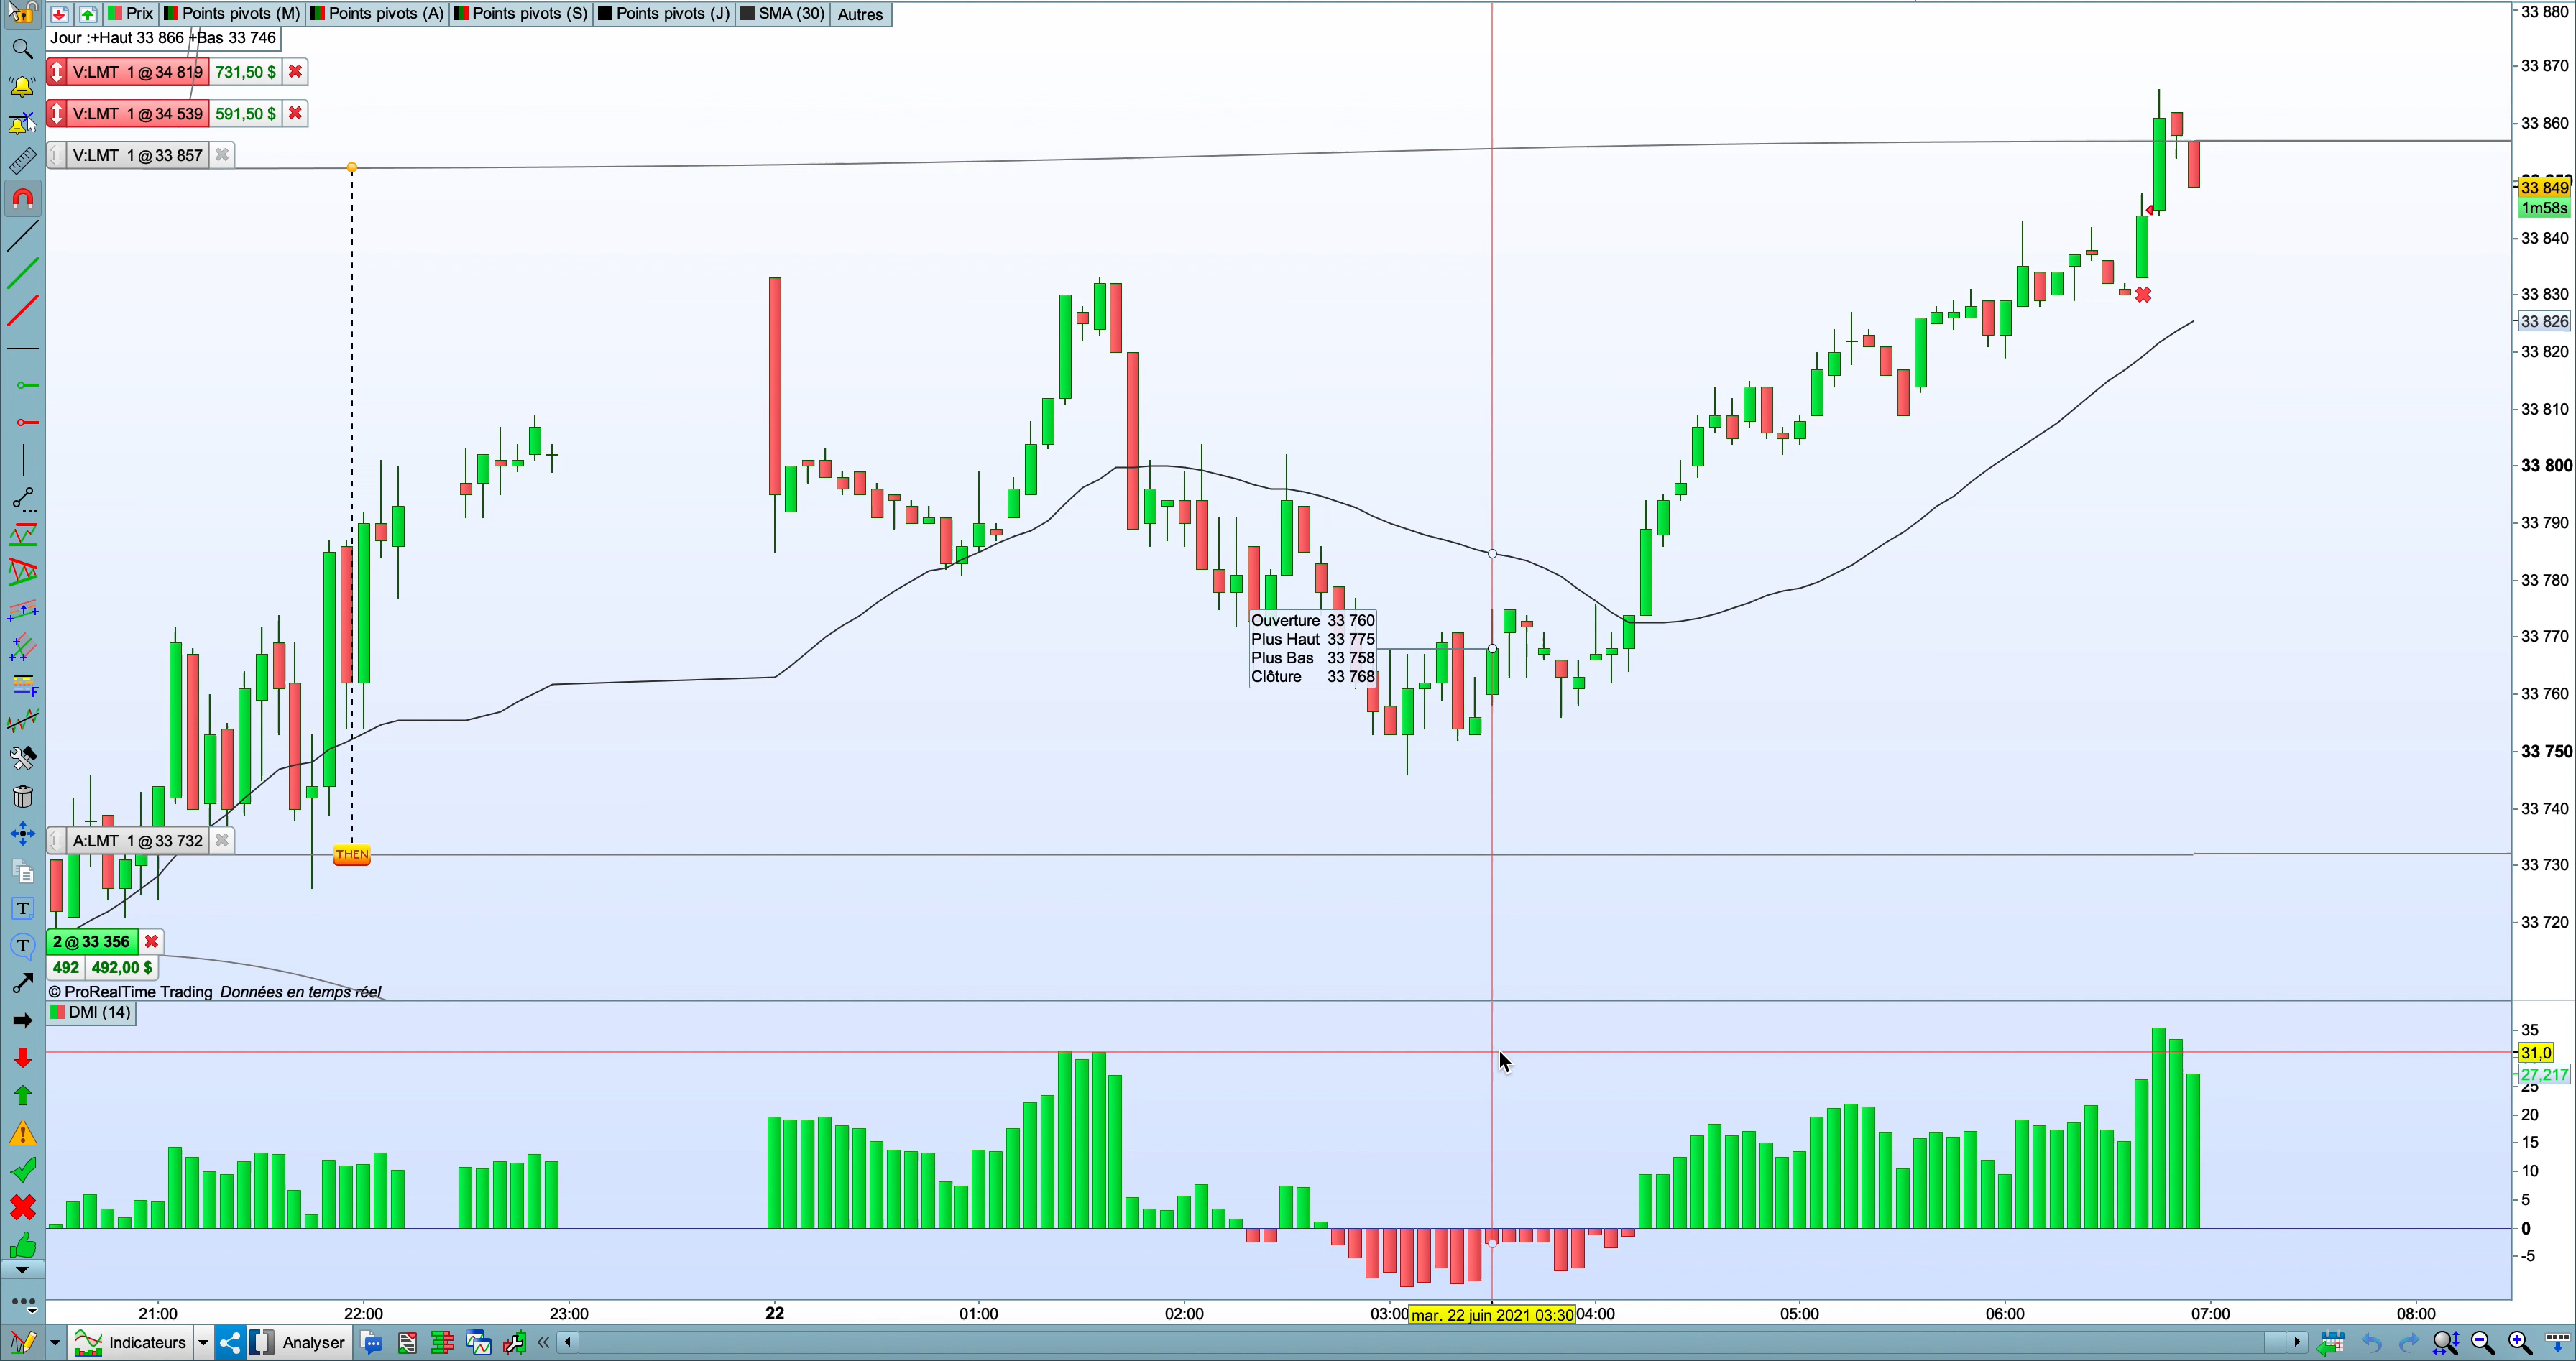 Prix Points pivots (M) Points pivots (A) Points pivots (S) Points pivots (J) SMA (30) Autres
Jour :+Haut 33 866 +Bas 33 746
V:LMT 1 @ 34 819 731,50 $
V:LMT 1 @ 34 539 591,50 $
V:LMT 1 @ 33 857
33 880
33 870
33 860
33 849
1m58s
33 840
33 830
33 826
33 820
33 810
33 800
33 790
33 780
33 770
33 760
33 750
33 740
33 730
33 720
Ouverture 33 760
Plus Haut 33 775
Plus Bas 33 758
Clôture 33 768
A:LMT 1 @ 33 732
THEN
2 @ 33 356
492 492,00 $
© ProRealTime Trading Données en temps réel
DMI (14)
35
31,0
27,217
25
20
15
10
5
0
-5
21:00 22:00 23:00 22 01:00 02:00 03:00 mar. 22 juin 2021 03:30 04:00 05:00 06:00 07:00 08:00
Indicateurs Analyser